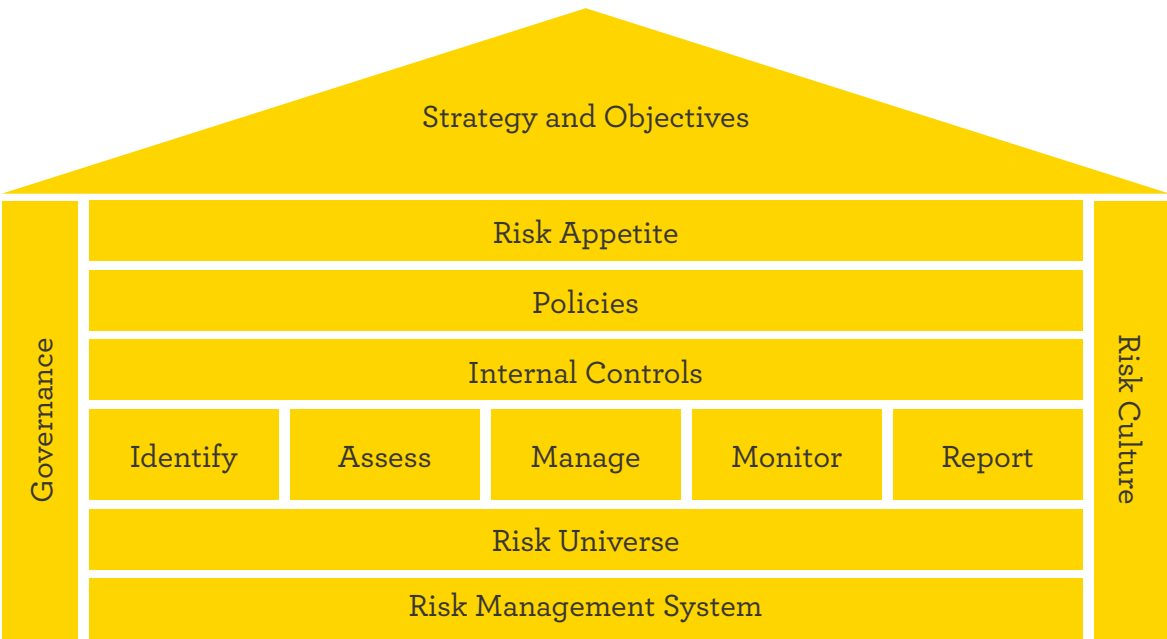 Strategy and Objectives
Governance
Risk Appetite
Policies
Internal Controls
Identify
Assess
Manage
Monitor
Report
Risk Universe
Risk Management System
Risk Culture